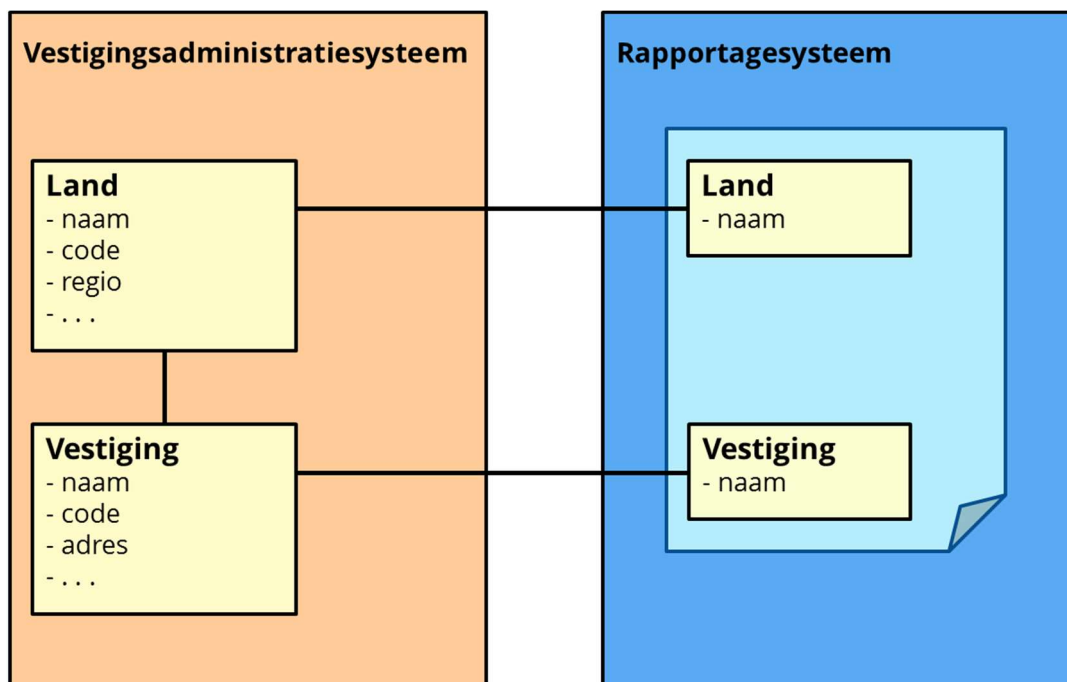 Vestigingsadministratiesysteem
Land
- naam
- code
- regio
- . . .
Vestiging
- naam
- code
- adres
- . . .
Rapportagesysteem
Land
- naam
Vestiging
- naam